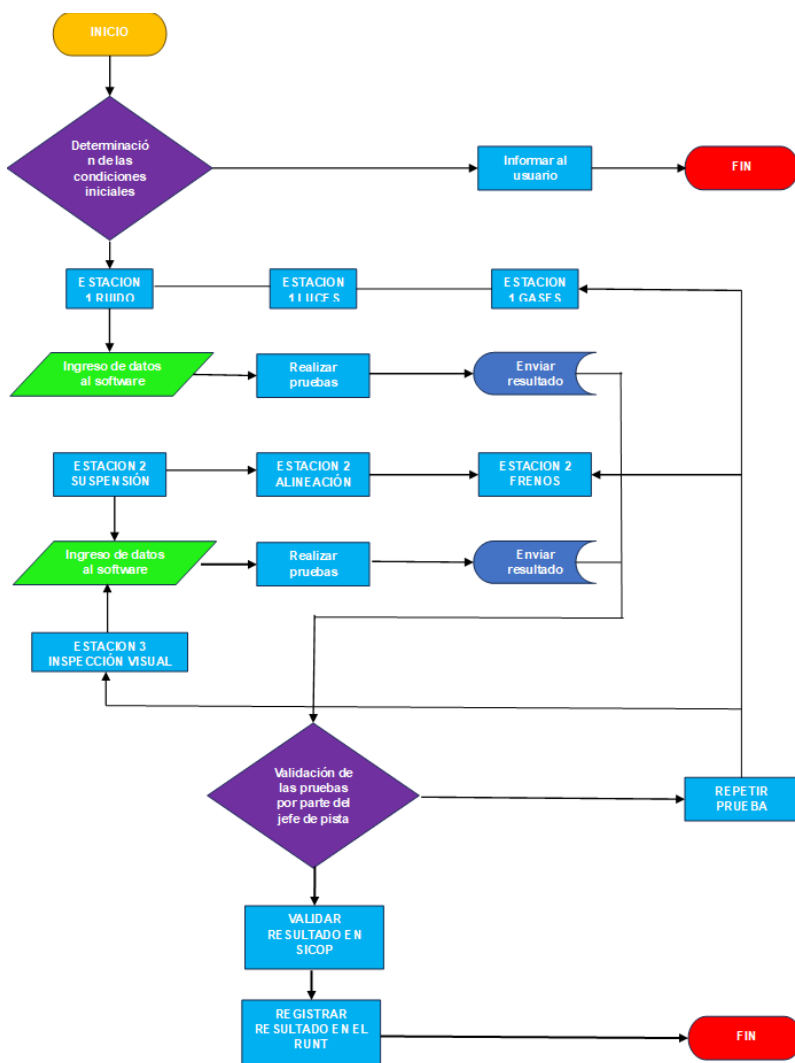 INICIO
Determinació
n de las
condiciones
iniciales
Informar al
usuario
FIN
ESTACION
1 RUIDO
ESTACION
1 LUCES
ESTACION
1 GASES
Ingreso de datos
al software
Realizar
pruebas
Enviar
resultado
ESTACION 2
SUSPENSIÓN
ESTACION 2
ALINEACIÓN
ESTACION 2
FRENOS
Ingreso de datos
al software
Realizar
pruebas
Enviar
resultado
ESTACION 3
INSPECCIÓN VISUAL
Validación de
las pruebas
por parte del
jefe de pista
REPETIR
PRUEBA
VALIDAR
RESULTADO EN
SICOP
REGISTRAR
RESULTADO EN EL
RUNT
FIN